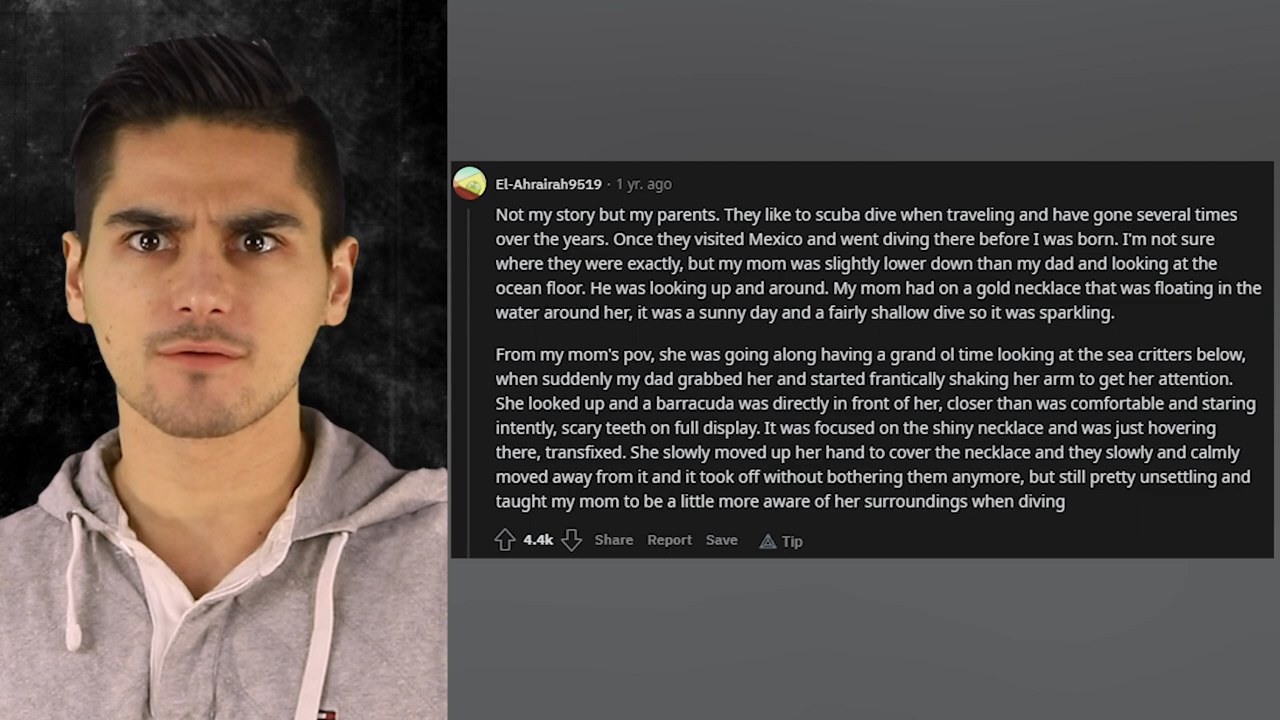 El-Ahrairah9519 · 1 yr. ago
Not my story but my parents. They like to scuba dive when traveling and have gone several times
over the years. Once they visited Mexico and went diving there before I was born. I'm not sure
where they were exactly, but my mom was slightly lower down than my dad and looking at the
ocean floor. He was looking up and around. My mom had on a gold necklace that was floating in the
water around her, it was a sunny day and a fairly shallow dive so it was sparkling.
From my mom's pov, she was going along having a grand ol time looking at the sea critters below,
when suddenly my dad grabbed her and started frantically shaking her arm to get her attention.
She looked up and a barracuda was directly in front of her, closer than was comfortable and staring
intently, scary teeth on full display. It was focused on the shiny necklace and was just hovering
there, transfixed. She slowly moved up her hand to cover the necklace and they slowly and calmly
moved away from it and it took off without bothering them anymore, but still pretty unsettling and
taught my mom to be a little more aware of her surroundings when diving
4.4k Share Report Save Tip